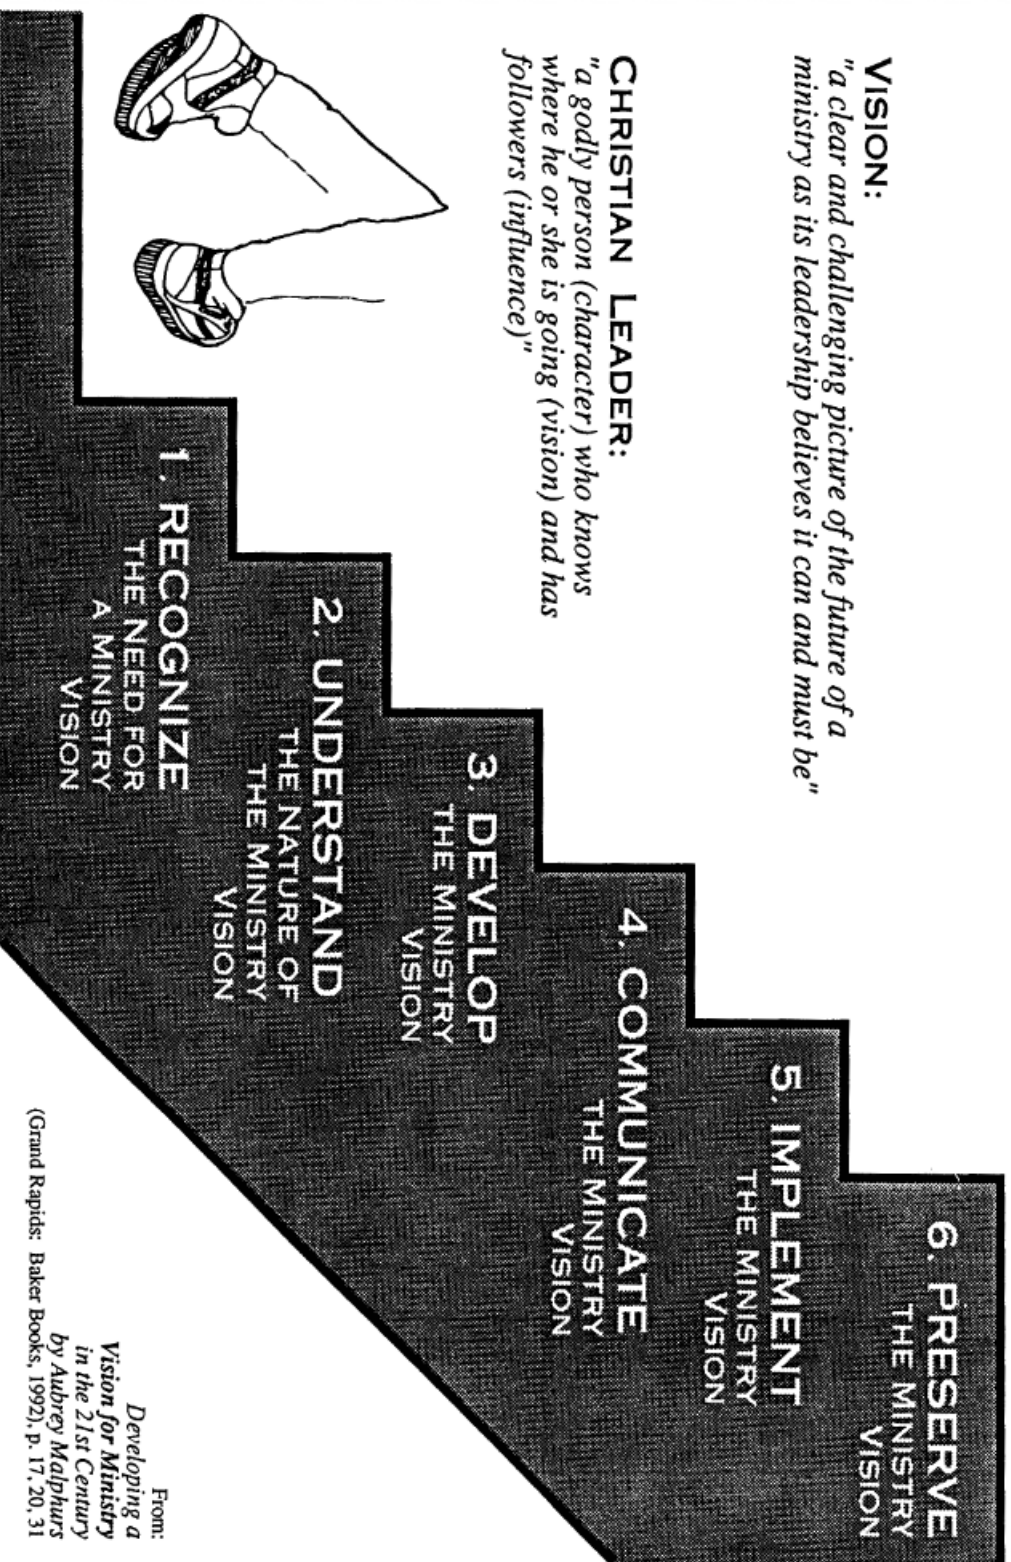 VISION:
"a clear and challenging picture of the future of a
ministry as its leadership believes it can and must be"
CHRISTIAN LEADER:
"a godly person (character) who knows
where he or she is going (vision) and has
followers (influence)"
1. RECOGNIZE
THE NEED FOR
A MINISTRY
VISION
2. UNDERSTAND
THE NATURE OF
THE MINISTRY
VISION
3. DEVELOP
THE MINISTRY
VISION
4. COMMUNICATE
THE MINISTRY
VISION
5. IMPLEMENT
THE MINISTRY
VISION
6. PRESERVE
THE MINISTRY
VISION
From:
Developing a
Vision for Ministry
in the 21st Century
by Aubrey Malphurs
(Grand Rapids: Baker Books, 1992), p. 17, 20, 31